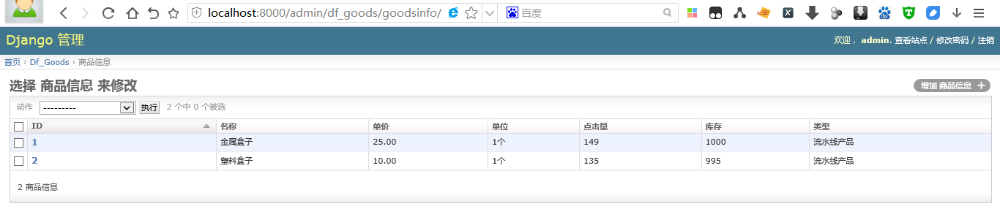 localhost:8000/admin/df_goods/goodsinfo/ 百度
Django 管理 欢迎， admin. 查看站点 / 修改密码 / 注销
首页 › Df_Goods › 商品信息
选择 商品信息 来修改 增加 商品信息 +
动作 --------- 执行 2 个中 0 个被选
ID 名称 单价 单位 点击量 库存 类型
1 金属盒子 25.00 1个 149 1000 流水线产品
2 塑料盒子 10.00 1个 135 995 流水线产品
2 商品信息